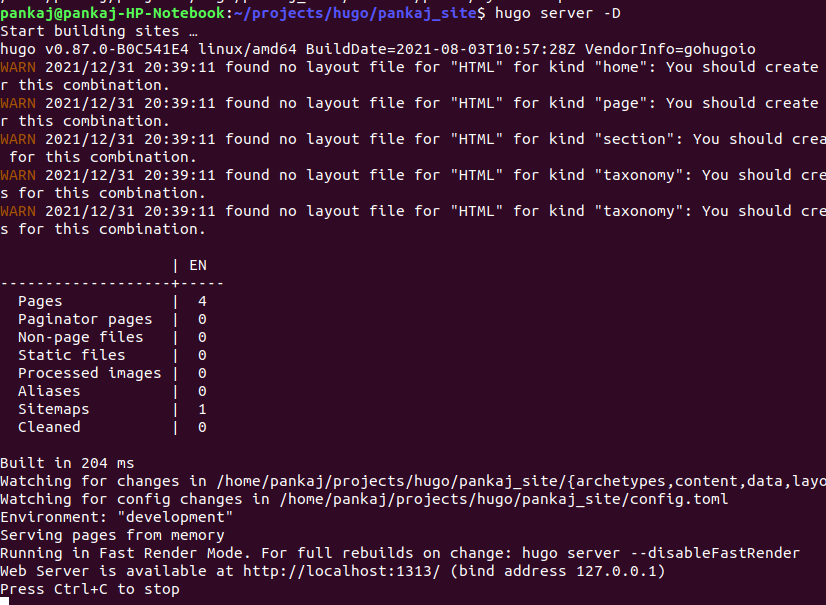 pankaj@pankaj-HP-Notebook:~/projects/hugo/pankaj_site$ hugo server -D
Start building sites …
hugo v0.87.0-B0C541E4 linux/amd64 BuildDate=2021-08-03T10:57:28Z VendorInfo=gohugoio
WARN 2021/12/31 20:39:11 found no layout file for "HTML" for kind "home": You should create
r this combination.
WARN 2021/12/31 20:39:11 found no layout file for "HTML" for kind "page": You should create
r this combination.
WARN 2021/12/31 20:39:11 found no layout file for "HTML" for kind "section": You should crea
 for this combination.
WARN 2021/12/31 20:39:11 found no layout file for "HTML" for kind "taxonomy": You should cre
s for this combination.
WARN 2021/12/31 20:39:11 found no layout file for "HTML" for kind "taxonomy": You should cre
s for this combination.
                   | EN
-------------------+-----
  Pages            |  4
  Paginator pages  |  0
  Non-page files   |  0
  Static files     |  0
  Processed images |  0
  Aliases          |  0
  Sitemaps         |  1
  Cleaned          |  0
Built in 204 ms
Watching for changes in /home/pankaj/projects/hugo/pankaj_site/{archetypes,content,data,layo
Watching for config changes in /home/pankaj/projects/hugo/pankaj_site/config.toml
Environment: "development"
Serving pages from memory
Running in Fast Render Mode. For full rebuilds on change: hugo server --disableFastRender
Web Server is available at http://localhost:1313/ (bind address 127.0.0.1)
Press Ctrl+C to stop